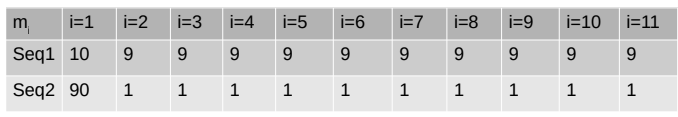 mᵢ i=1 i=2 i=3 i=4 i=5 i=6 i=7 i=8 i=9 i=10 i=11
Seq1 10 9 9 9 9 9 9 9 9 9 9
Seq2 90 1 1 1 1 1 1 1 1 1 1